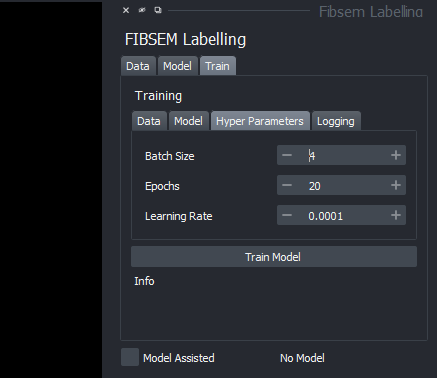 Fibsem Labelling
FIBSEM Labelling
Data Model Train
Training
Data Model Hyper Parameters Logging
Batch Size 4
Epochs 20
Learning Rate 0.0001
Train Model
Info
Model Assisted No Model